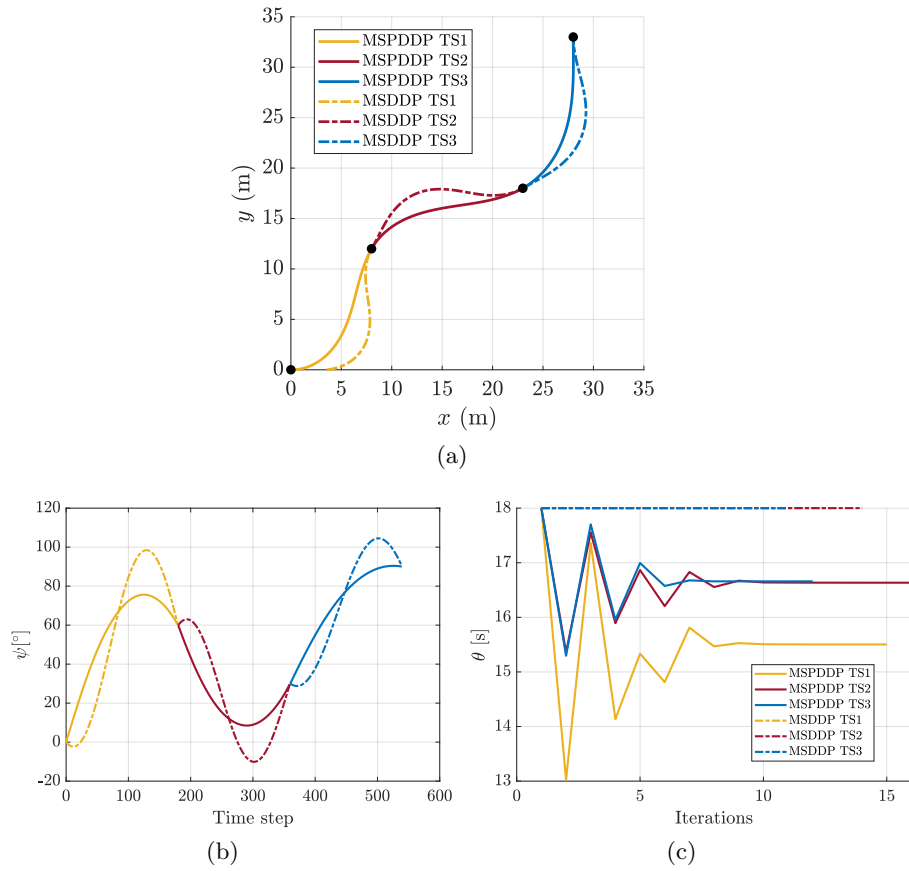 35
30
25
20
15
10
5
0
y (m)
MSPDDP TS1
MSPDDP TS2
MSPDDP TS3
MSDDP TS1
MSDDP TS2
MSDDP TS3
0 5 10 15 20 25 30 35
x (m)
(a)
120
100
80
60
40
20
0
-20
ψ[°]
0 100 200 300 400 500 600
Time step
(b)
18
17
16
15
14
13
θ [s]
MSPDDP TS1
MSPDDP TS2
MSPDDP TS3
MSDDP TS1
MSDDP TS2
MSDDP TS3
0 5 10 15
Iterations
(c)